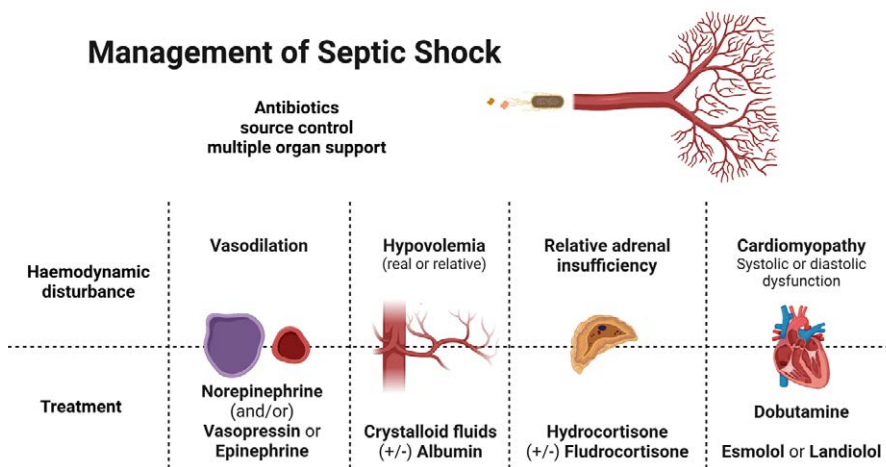 Management of Septic Shock
Antibiotics
source control
multiple organ support
Haemodynamic
disturbance
Vasodilation
Hypovolemia
(real or relative)
Relative adrenal
insufficiency
Cardiomyopathy
Systolic or diastolic
dysfunction
Treatment
Norepinephrine
(and/or)
Vasopressin or
Epinephrine
Crystalloid fluids
(+/-) Albumin
Hydrocortisone
(+/-) Fludrocortisone
Dobutamine
Esmolol or Landiolol